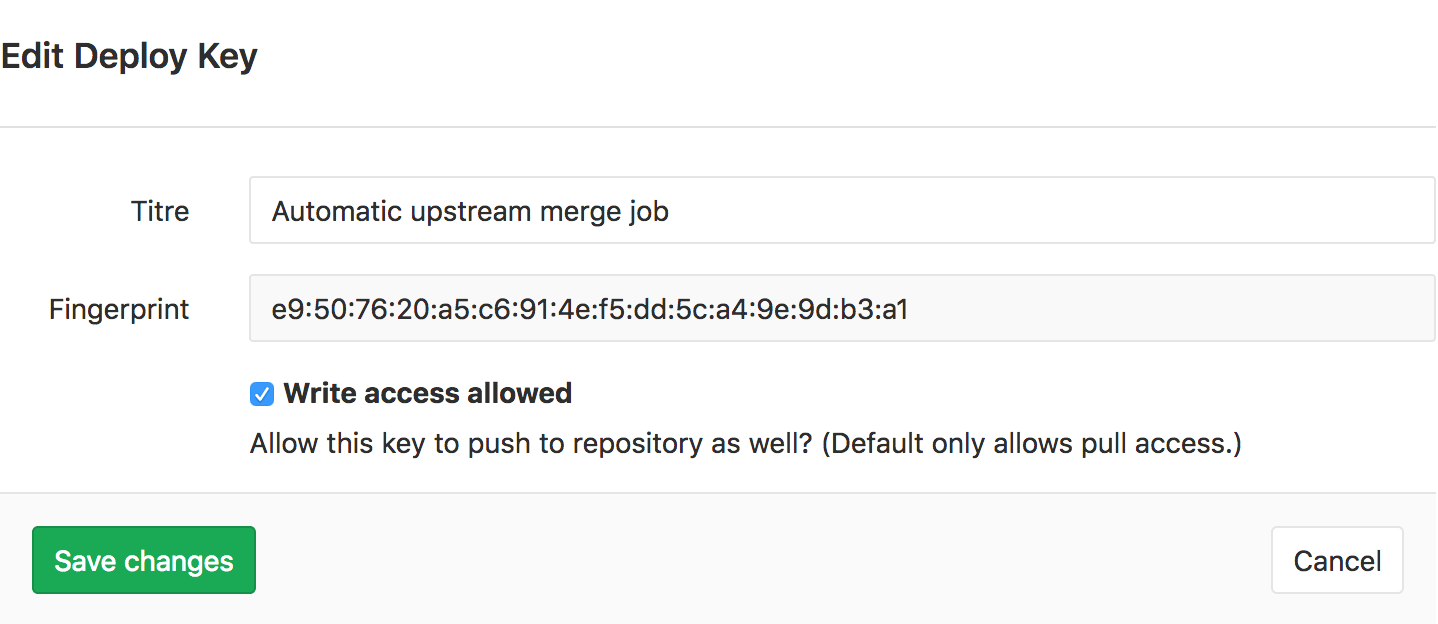 Edit Deploy Key
Titre
Automatic upstream merge job
Fingerprint
e9:50:76:20:a5:c6:91:4e:f5:dd:5c:a4:9e:9d:b3:a1
Write access allowed
Allow this key to push to repository as well? (Default only allows pull access.)
Save changes
Cancel